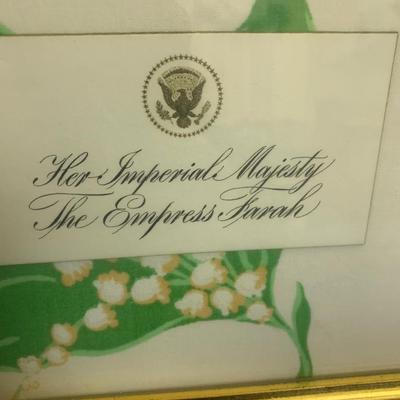 Her Imperial Majesty
The Empress Farah